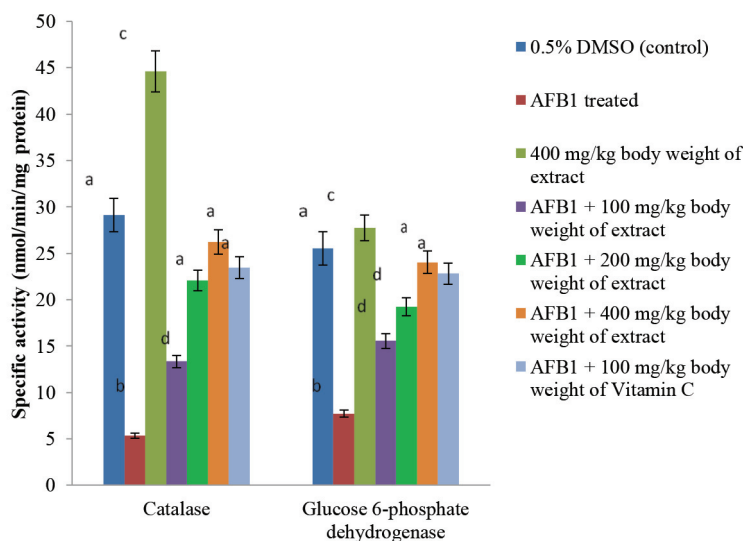 50
45
40
35
30
25
20
15
10
5
0
Specific activity (nmol/min/mg protein)
a
b
c
d
a
a
a
a
b
c
d
d
a
a
Catalase
Glucose 6-phosphate
dehydrogenase
0.5% DMSO (control)
AFB1 treated
400 mg/kg body weight of
extract
AFB1 + 100 mg/kg body
weight of extract
AFB1 + 200 mg/kg body
weight of extract
AFB1 + 400 mg/kg body
weight of extract
AFB1 + 100 mg/kg body
weight of Vitamin C